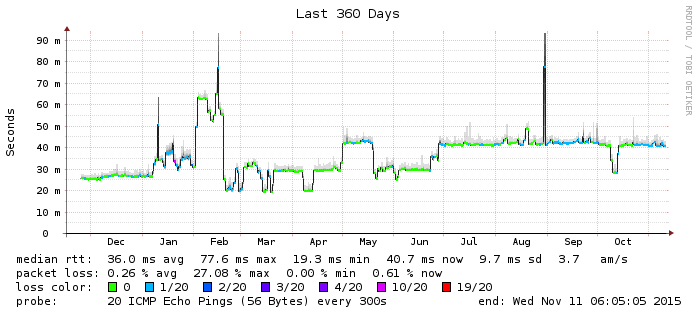 Last 360 Days
RRDTOOL / TOBI OETIKER
Seconds
90 m
80 m
70 m
60 m
50 m
40 m
30 m
20 m
10 m
0
Dec Jan Feb Mar Apr May Jun Jul Aug Sep Oct
median rtt: 36.0 ms avg 77.6 ms max 19.3 ms min 40.7 ms now 9.7 ms sd 3.7 am/s
packet loss: 0.26 % avg 27.08 % max 0.00 % min 0.61 % now
loss color: 0 1/20 2/20 3/20 4/20 10/20 19/20
probe: 20 ICMP Echo Pings (56 Bytes) every 300s end: Wed Nov 11 06:05:05 2015